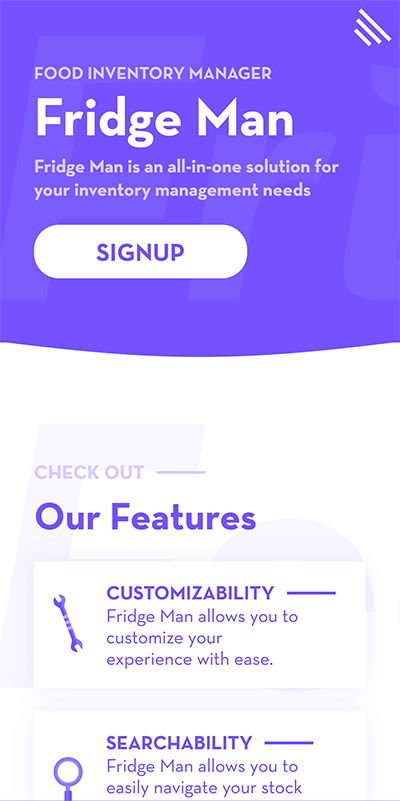 FOOD INVENTORY MANAGER
Fridge Man
Fridge Man is an all-in-one solution for
your inventory management needs
SIGNUP
CHECK OUT
Our Features
CUSTOMIZABILITY
Fridge Man allows you to
customize your
experience with ease.
SEARCHABILITY
Fridge Man allows you to
easily navigate your stock